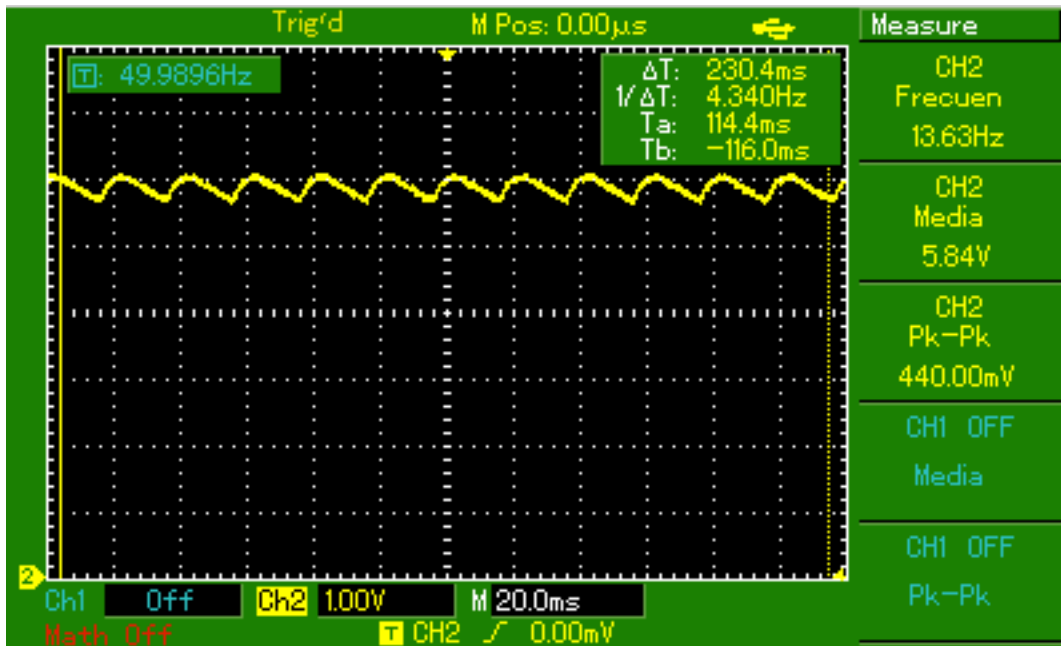 Trig'd M Pos: 0.00µs Measure
T: 49.9896Hz
ΔT: 230.4ms
1/ΔT: 4.340Hz
Ta: 114.4ms
Tb: -116.0ms
CH2
Frecuen
13.63Hz
CH2
Media
5.84V
CH2
Pk-Pk
440.00mV
CH1 OFF
Media
CH1 OFF
Pk-Pk
2
Ch1 Off Ch2 1.00V M 20.0ms
Math Off T CH2 0.00mV